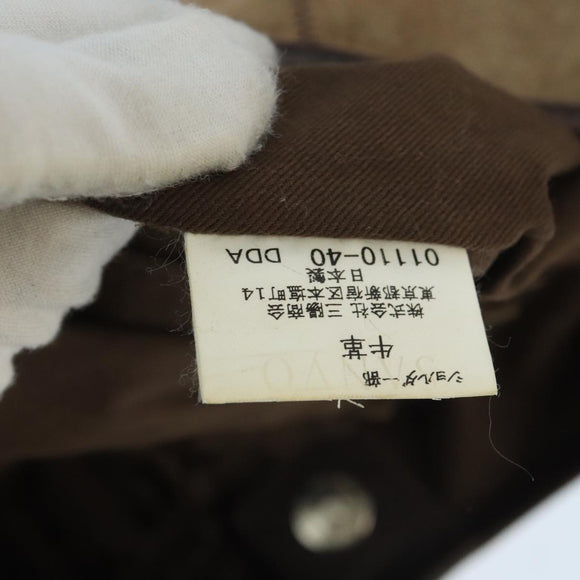 ショルダー部
牛革
株式会社 三陽商会
東京都新宿区本塩町14
日本製
01110-40 DDA
SANYO